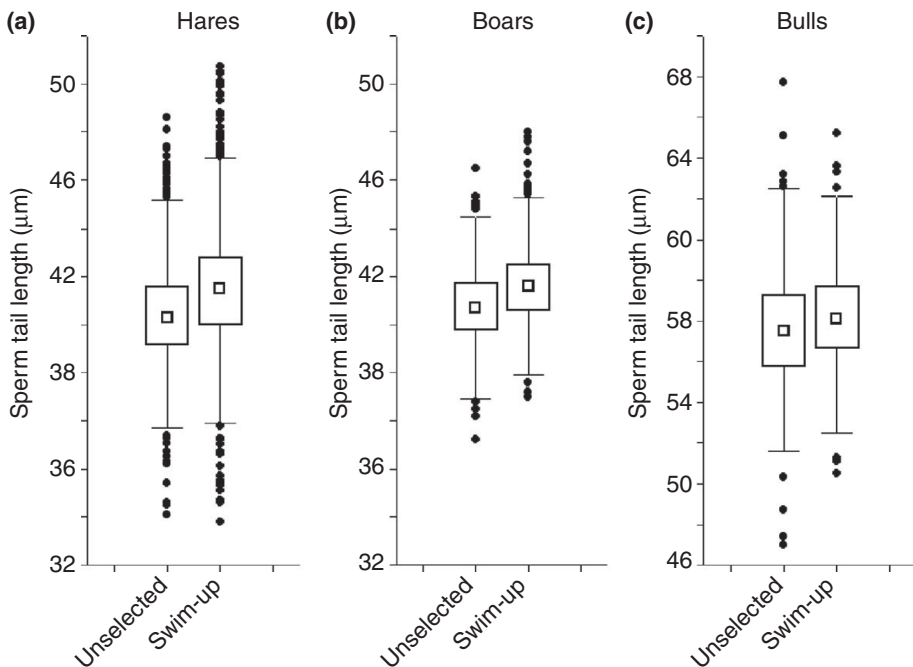 (a) Hares
Sperm tail length (μm)
50
46
42
38
36
32
Unselected
Swim-up
(b) Boars
Sperm tail length (μm)
50
46
42
38
36
32
Unselected
Swim-up
(c) Bulls
Sperm tail length (μm)
68
64
60
58
54
50
46
Unselected
Swim-up